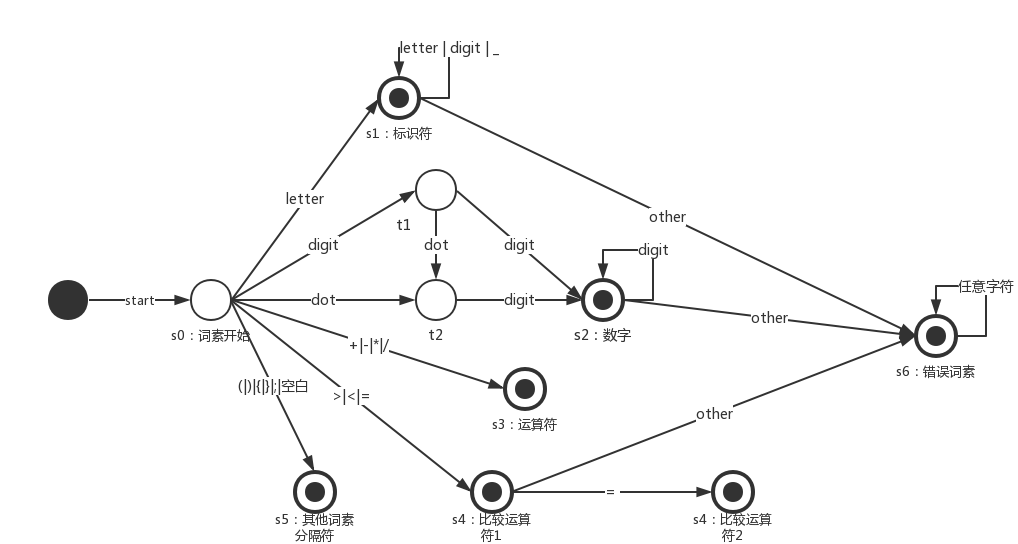 letter | digit | _
s1：标识符
letter
t1
other
digit
dot
digit
digit
任意字符
start
dot
digit
other
s0：词素开始
t2
s2：数字
+|-|*|/
s6：错误词素
(|)|{|}|;|空白
>|<|=
other
s3：运算符
=
s5：其他词素
分隔符
s4：比较运算
符1
s4：比较运算
符2